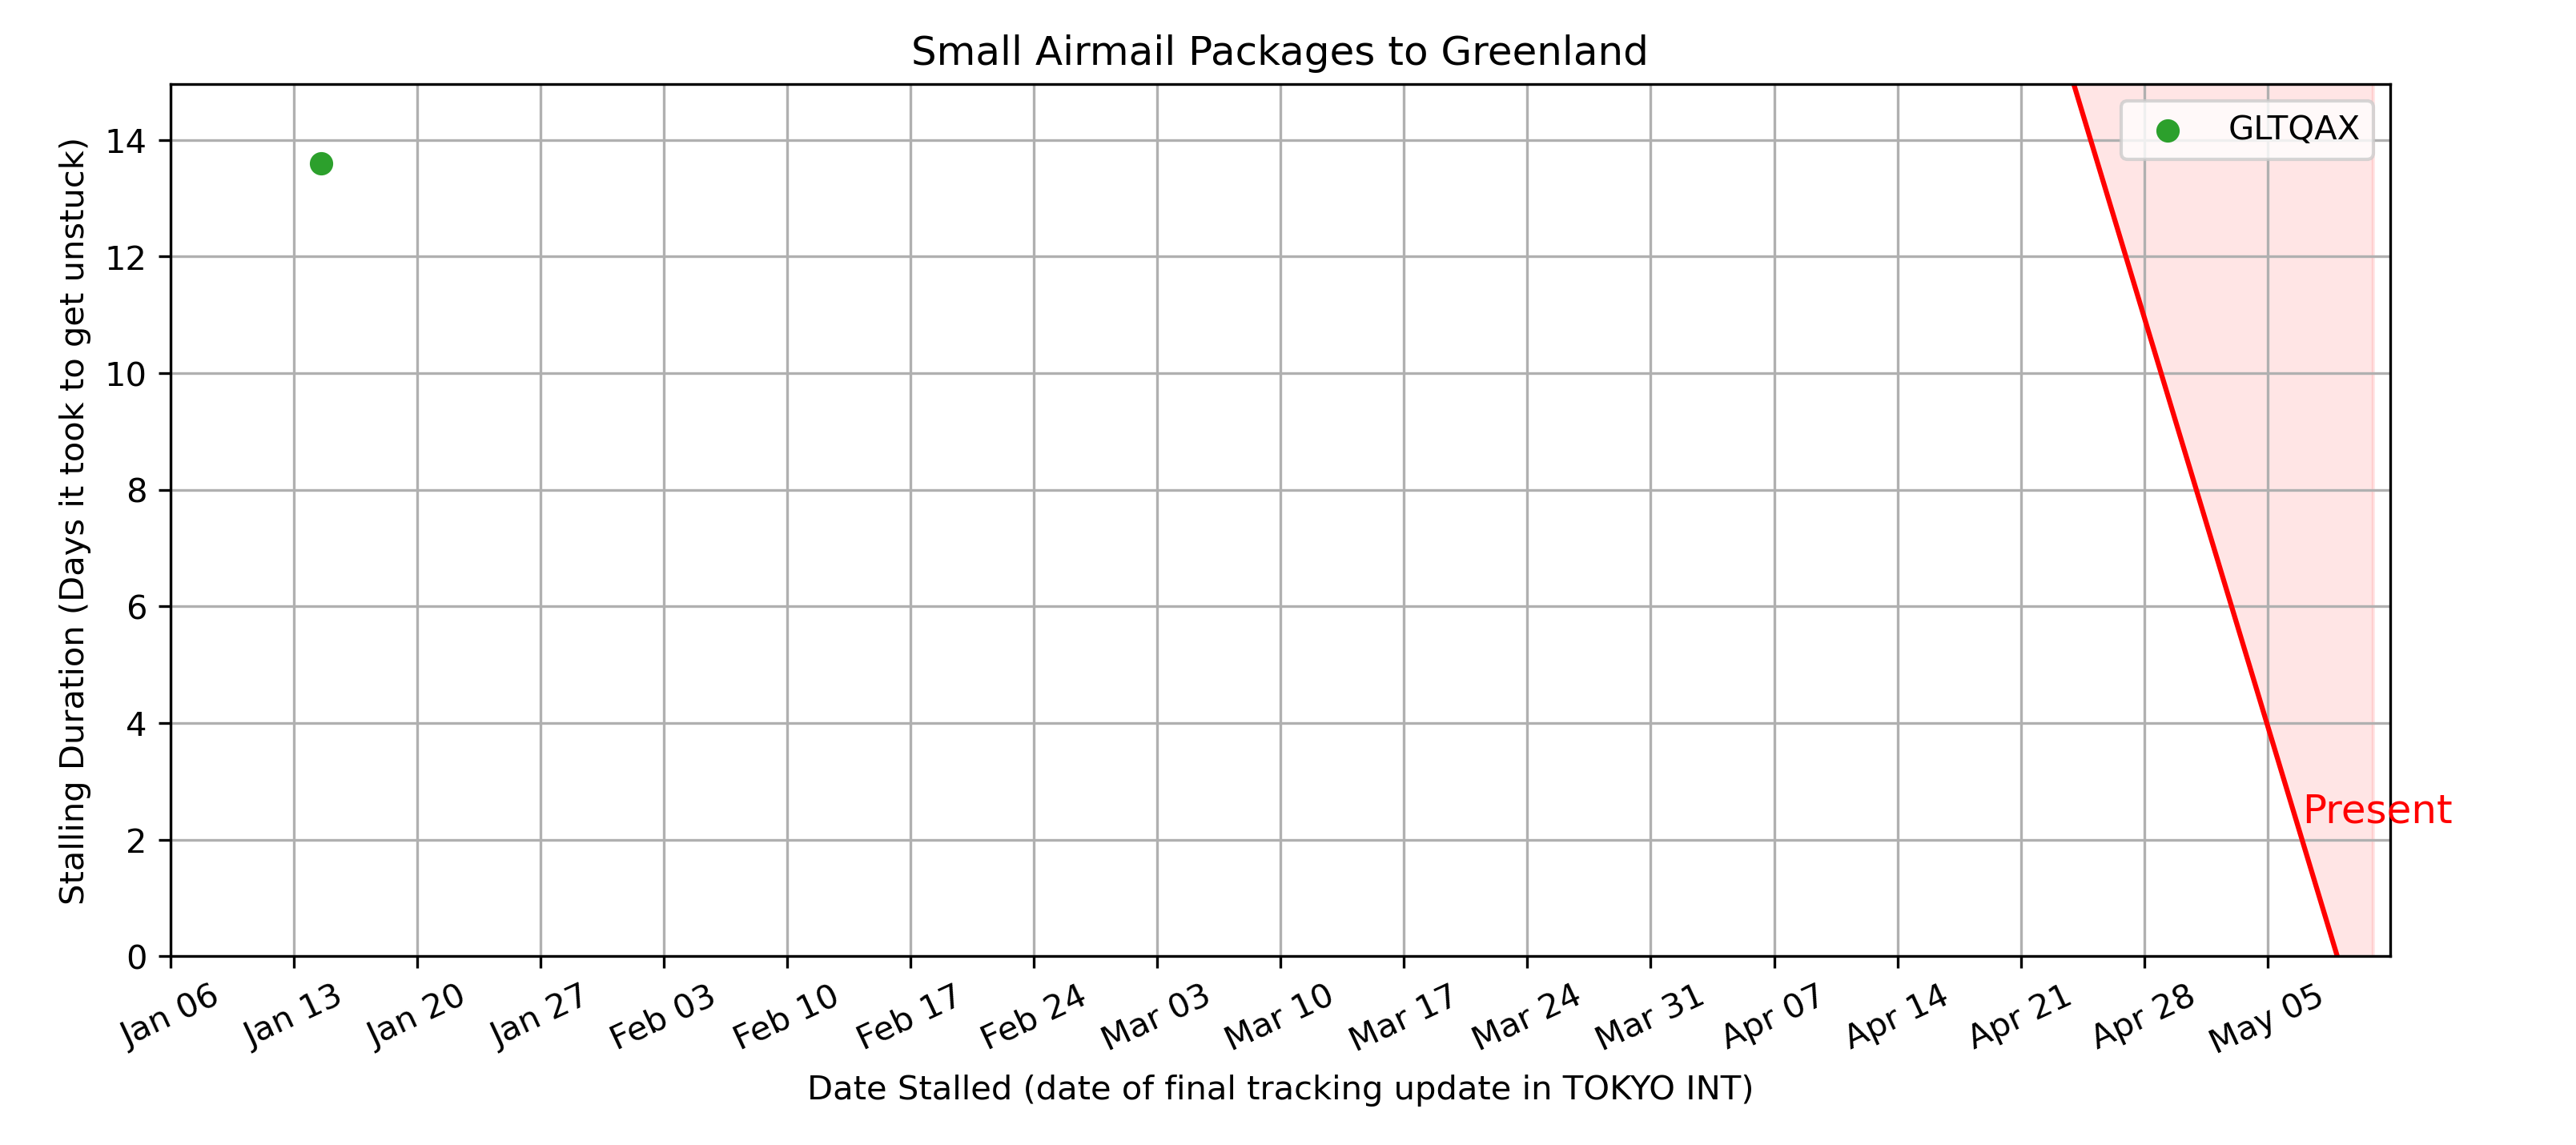 Small Airmail Packages to Greenland
GLTQAX
Stalling Duration (Days it took to get unstuck)
14
12
10
8
6
4
2
0
Present
Jan 06
Jan 13
Jan 20
Jan 27
Feb 03
Feb 10
Feb 17
Feb 24
Mar 03
Mar 10
Mar 17
Mar 24
Mar 31
Apr 07
Apr 14
Apr 21
Apr 28
May 05
Date Stalled (date of final tracking update in TOKYO INT)